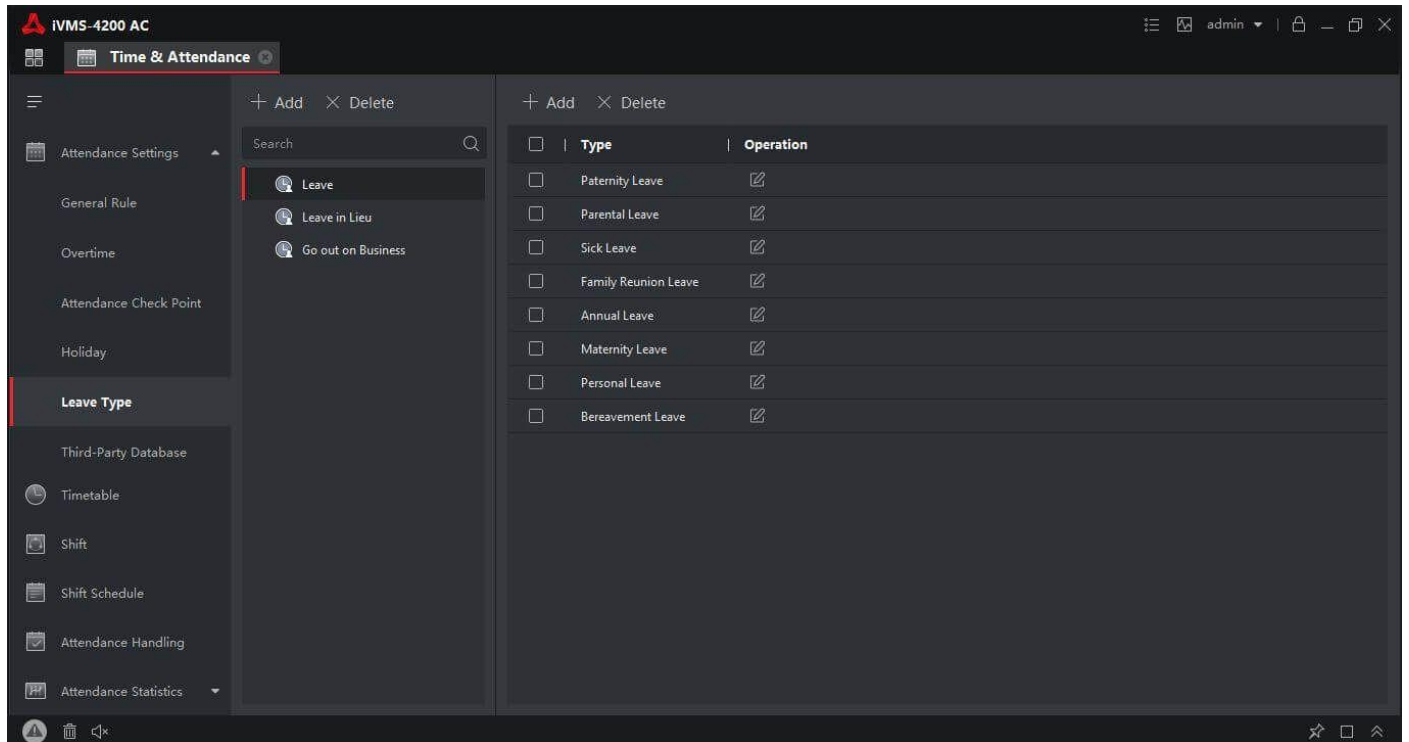 iVMS-4200 AC
admin
Time & Attendance
Attendance Settings
General Rule
Overtime
Attendance Check Point
Holiday
Leave Type
Third-Party Database
Timetable
Shift
Shift Schedule
Attendance Handling
Attendance Statistics
Add Delete
Search
Leave
Leave in Lieu
Go out on Business
Add Delete
Type Operation
Paternity Leave
Parental Leave
Sick Leave
Family Reunion Leave
Annual Leave
Maternity Leave
Personal Leave
Bereavement Leave